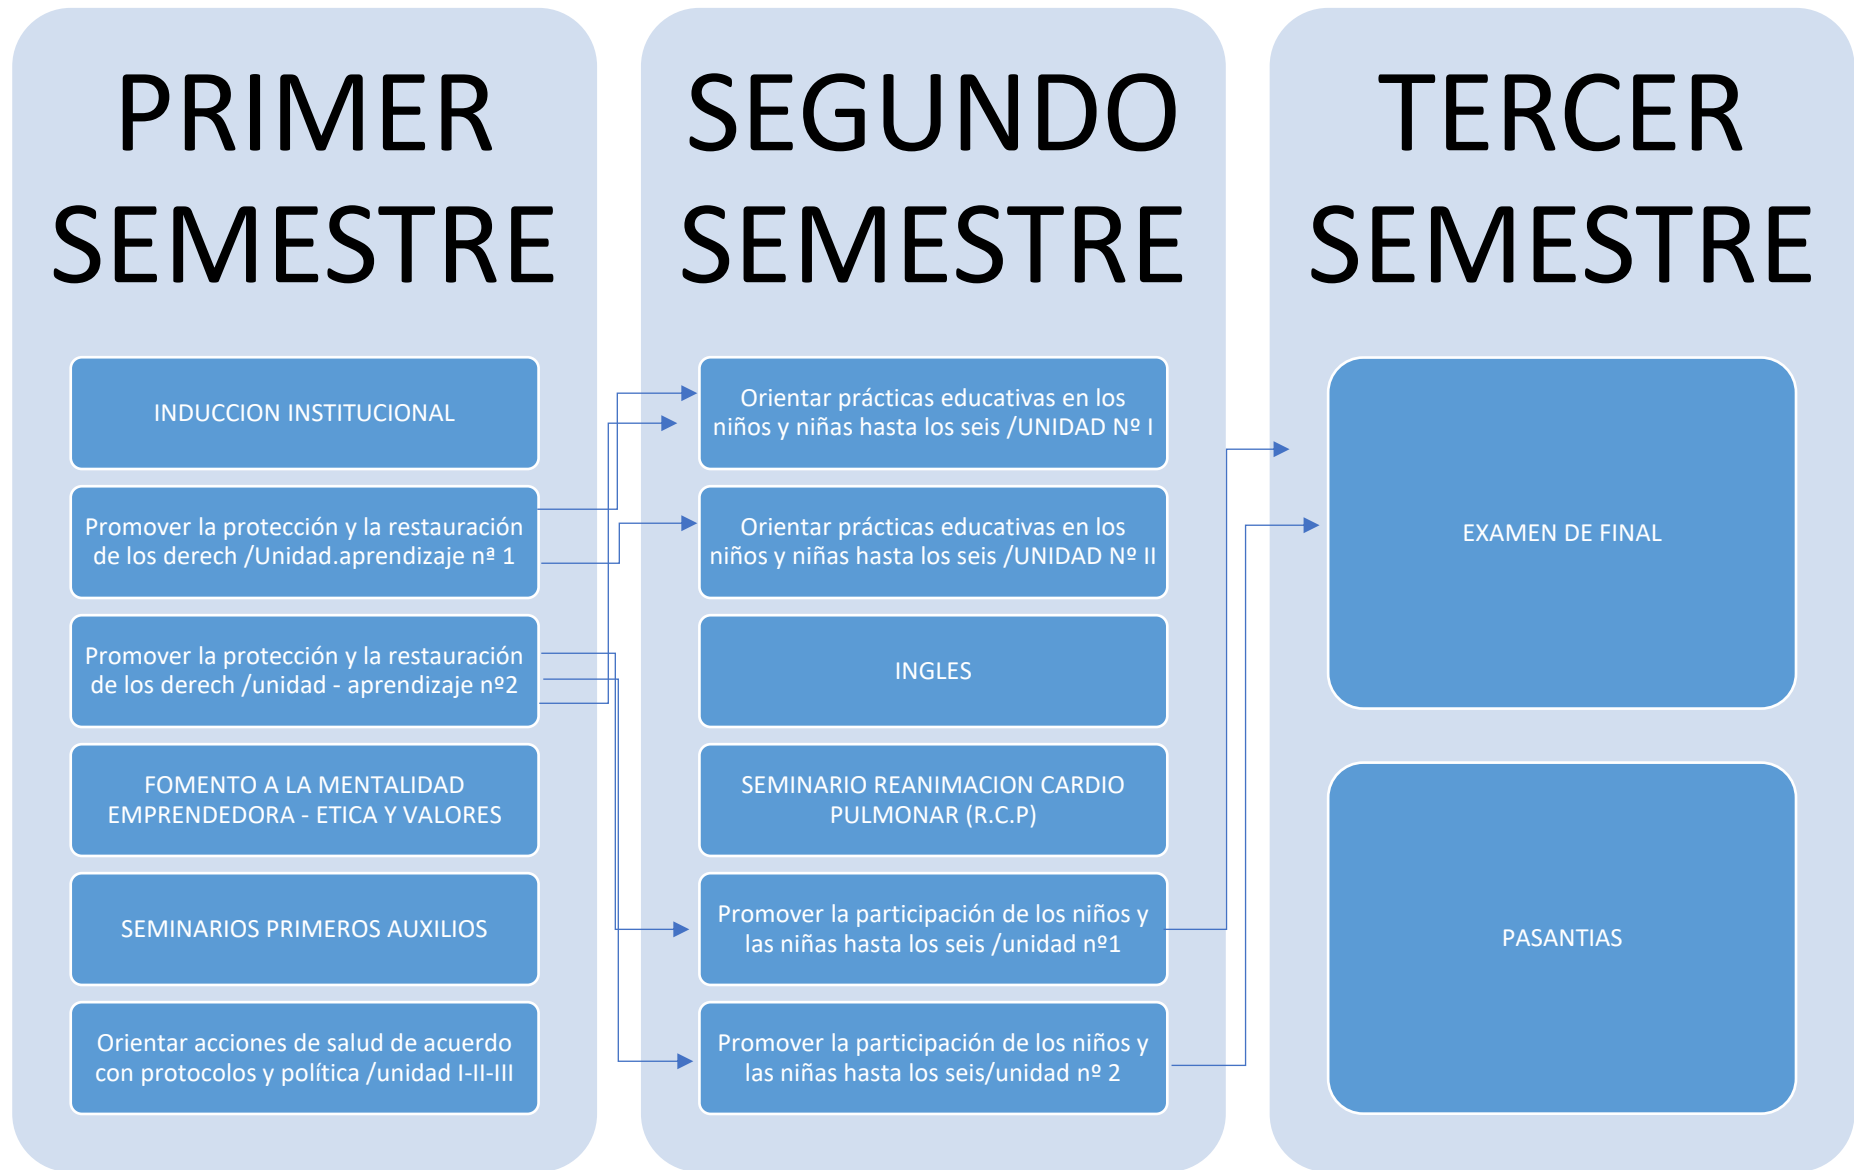 PRIMER
SEMESTRE
INDUCCION INSTITUCIONAL
Promover la protección y la restauración
de los derech /Unidad.aprendizaje nª 1
Promover la protección y la restauración
de los derech /unidad - aprendizaje nº2
FOMENTO A LA MENTALIDAD
EMPRENDEDORA - ETICA Y VALORES
SEMINARIOS PRIMEROS AUXILIOS
Orientar acciones de salud de acuerdo
con protocolos y política /unidad I-II-III
SEGUNDO
SEMESTRE
Orientar prácticas educativas en los
niños y niñas hasta los seis /UNIDAD Nº I
Orientar prácticas educativas en los
niños y niñas hasta los seis /UNIDAD Nº II
INGLES
SEMINARIO REANIMACION CARDIO
PULMONAR (R.C.P)
Promover la participación de los niños y
las niñas hasta los seis /unidad nº1
Promover la participación de los niños y
las niñas hasta los seis/unidad nº 2
TERCER
SEMESTRE
EXAMEN DE FINAL
PASANTIAS